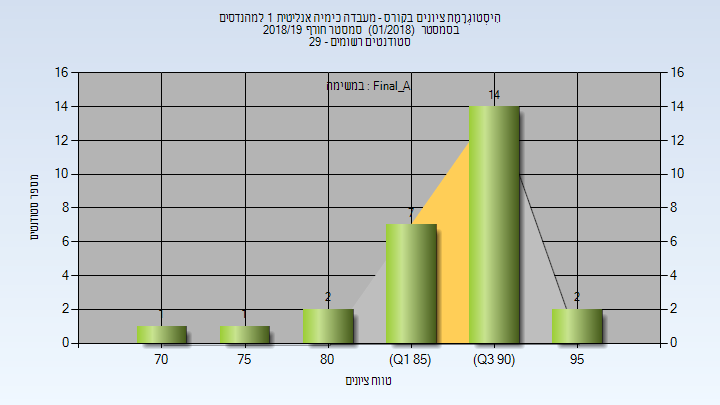 הִיסְטוֹגְרָמַת ציונים בקורס - מעבדה כימיה אנליטית 1 למהנדסים
בסמסטר (01/2018) סמסטר חורף 2018/19
סטודנטים רשומים - 29
במשימה : Final_A
16 16
14 14
12 12
10 10
8 8
6 6
4 4
2 2
0 0
1 1 2 7 14 2
מספר סטודנטים
70 75 80 (Q1 85) (Q3 90) 95
טווח ציונים